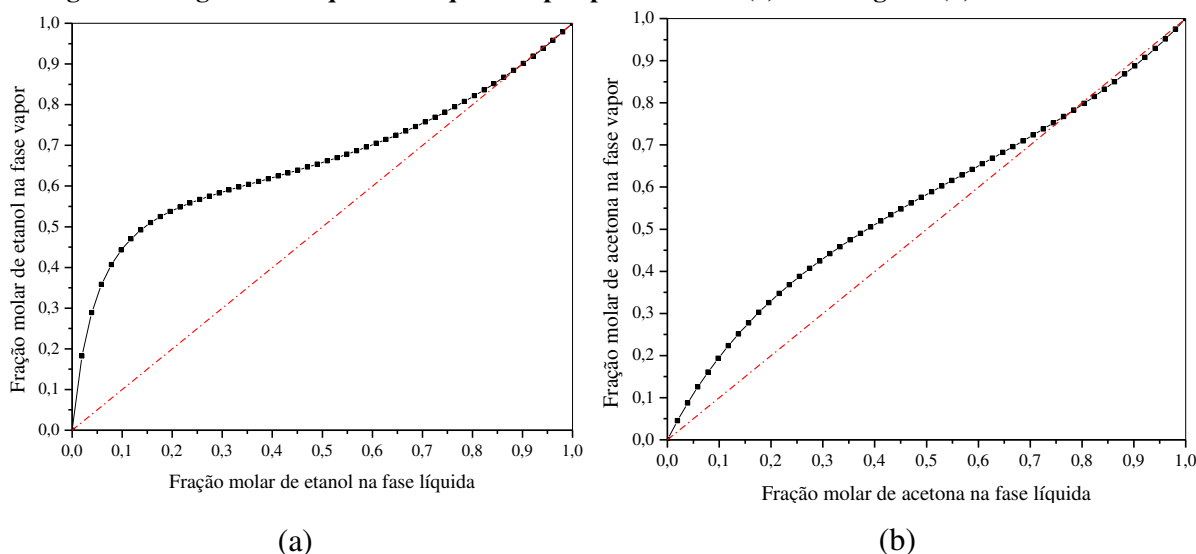 1,0
0,9
0,8
0,7
0,6
0,5
0,4
0,3
0,2
0,1
0,0
Fração molar de etanol na fase vapor
0,0 0,1 0,2 0,3 0,4 0,5 0,6 0,7 0,8 0,9 1,0
Fração molar de etanol na fase líquida
(a)
1,0
0,9
0,8
0,7
0,6
0,5
0,4
0,3
0,2
0,1
0,0
Fração molar de acetona na fase vapor
0,0 0,1 0,2 0,3 0,4 0,5 0,6 0,7 0,8 0,9 1,0
Fração molar de acetona na fase líquida
(b)